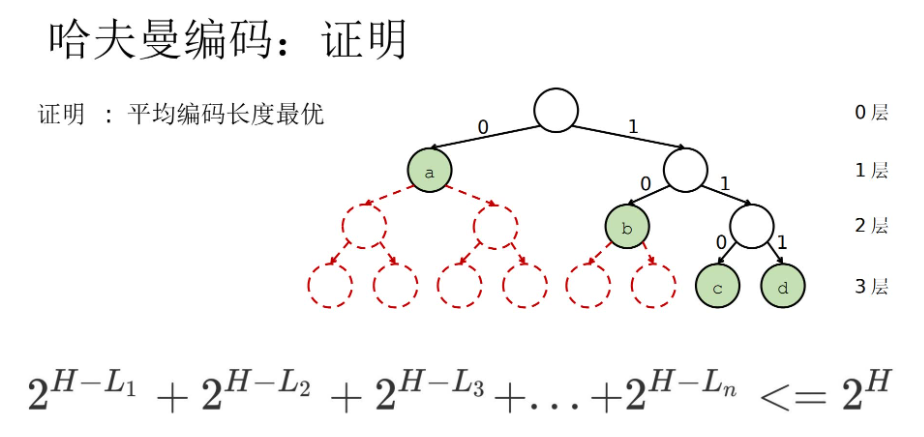 哈夫曼编码：证明
证明 ：平均编码长度最优
0层
0 1
a
1层
0 1
b
2层
0 1
c d
3层
2^{H-L_1} + 2^{H-L_2} + 2^{H-L_3} +...+2^{H-L_n} <= 2^H